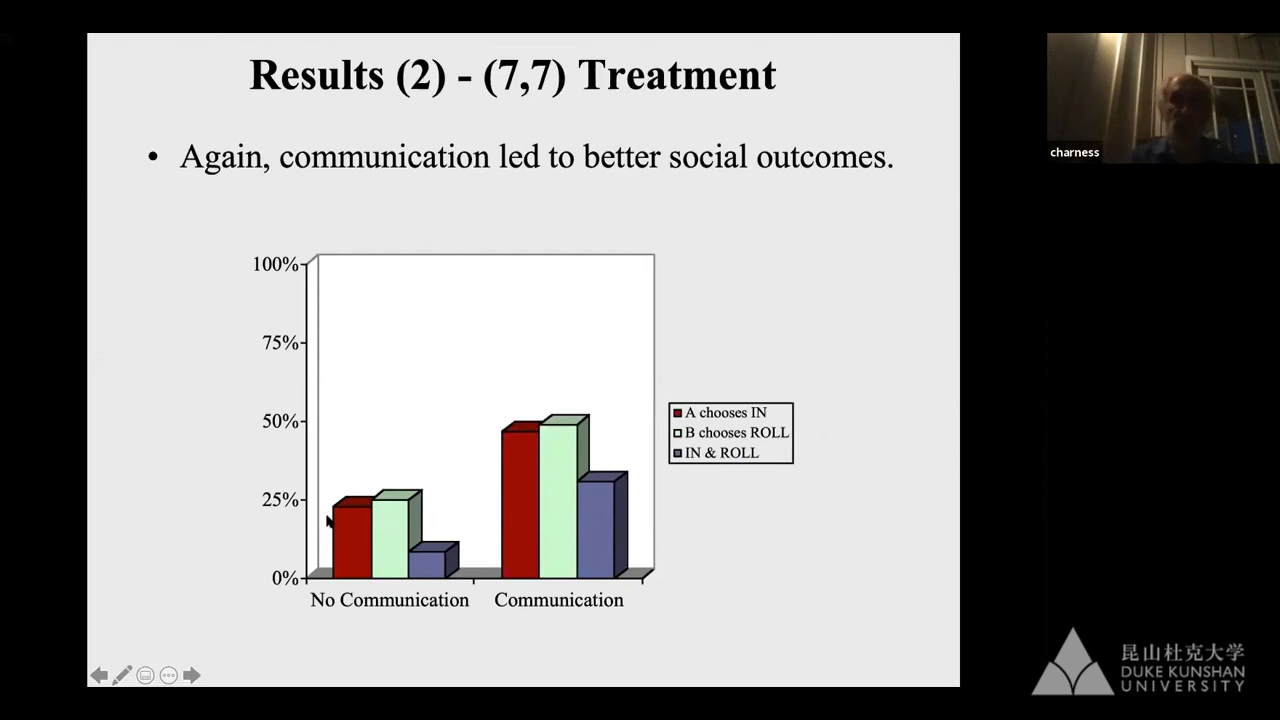 Results (2) - (7,7) Treatment
• Again, communication led to better social outcomes.
100%
75%
50%
25%
0%
No Communication
Communication
A chooses IN
B chooses ROLL
IN & ROLL
charness
昆山杜克大学
DUKE KUNSHAN
UNIVERSITY